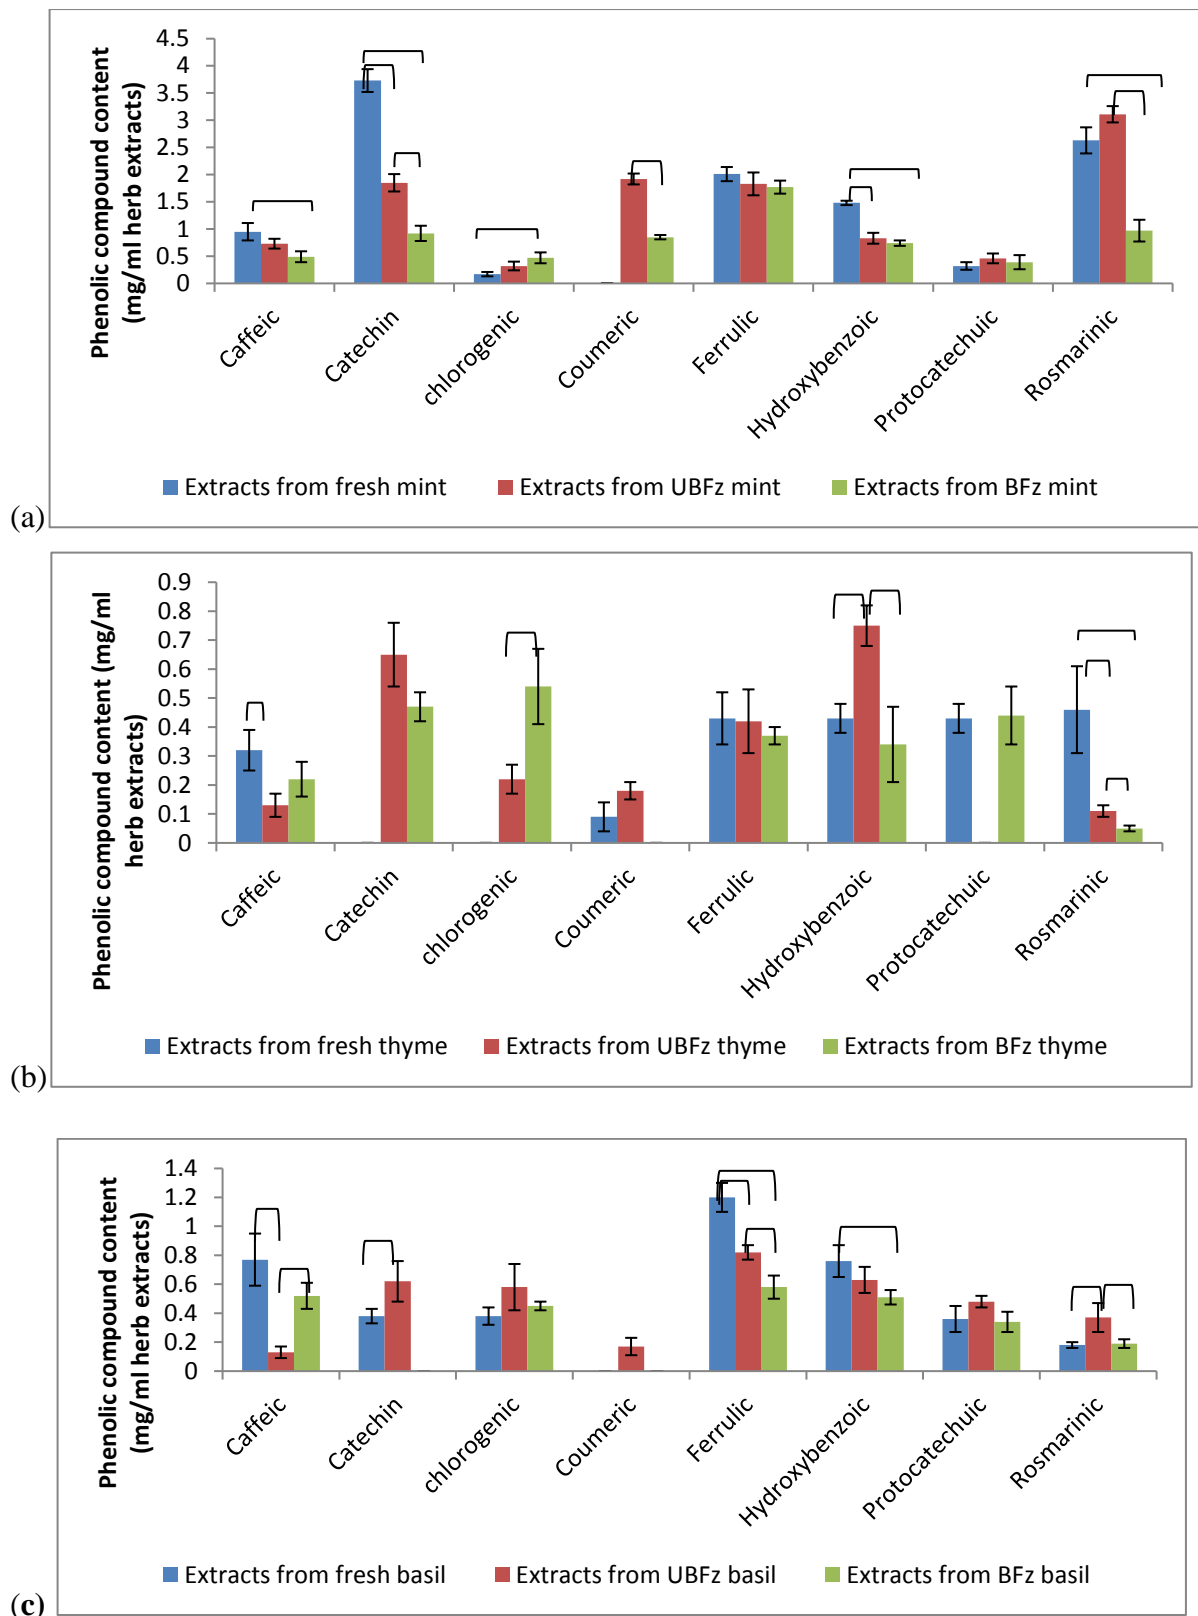 Phenolic compound content
(mg/ml herb extracts)
4.5
4
3.5
3
2.5
2
1.5
1
0.5
0
Caffeic
Catechin
chlorogenic
Coumeric
Ferrulic
Hydroxybenzoic
Protocatechuic
Rosmarinic
Extracts from fresh mint
Extracts from UBFz mint
Extracts from BFz mint
(a)
Phenolic compound content (mg/ml
herb extracts)
0.9
0.8
0.7
0.6
0.5
0.4
0.3
0.2
0.1
0
Caffeic
Catechin
chlorogenic
Coumeric
Ferrulic
Hydroxybenzoic
Protocatechuic
Rosmarinic
Extracts from fresh thyme
Extracts from UBFz thyme
Extracts from BFz thyme
(b)
Phenolic compound content
(mg/ml herb extracts)
1.4
1.2
1
0.8
0.6
0.4
0.2
0
Caffeic
Catechin
chlorogenic
Coumeric
Ferrulic
Hydroxybenzoic
Protocatechuic
Rosmarinic
Extracts from fresh basil
Extracts from UBFz basil
Extracts from BFz basil
(c)